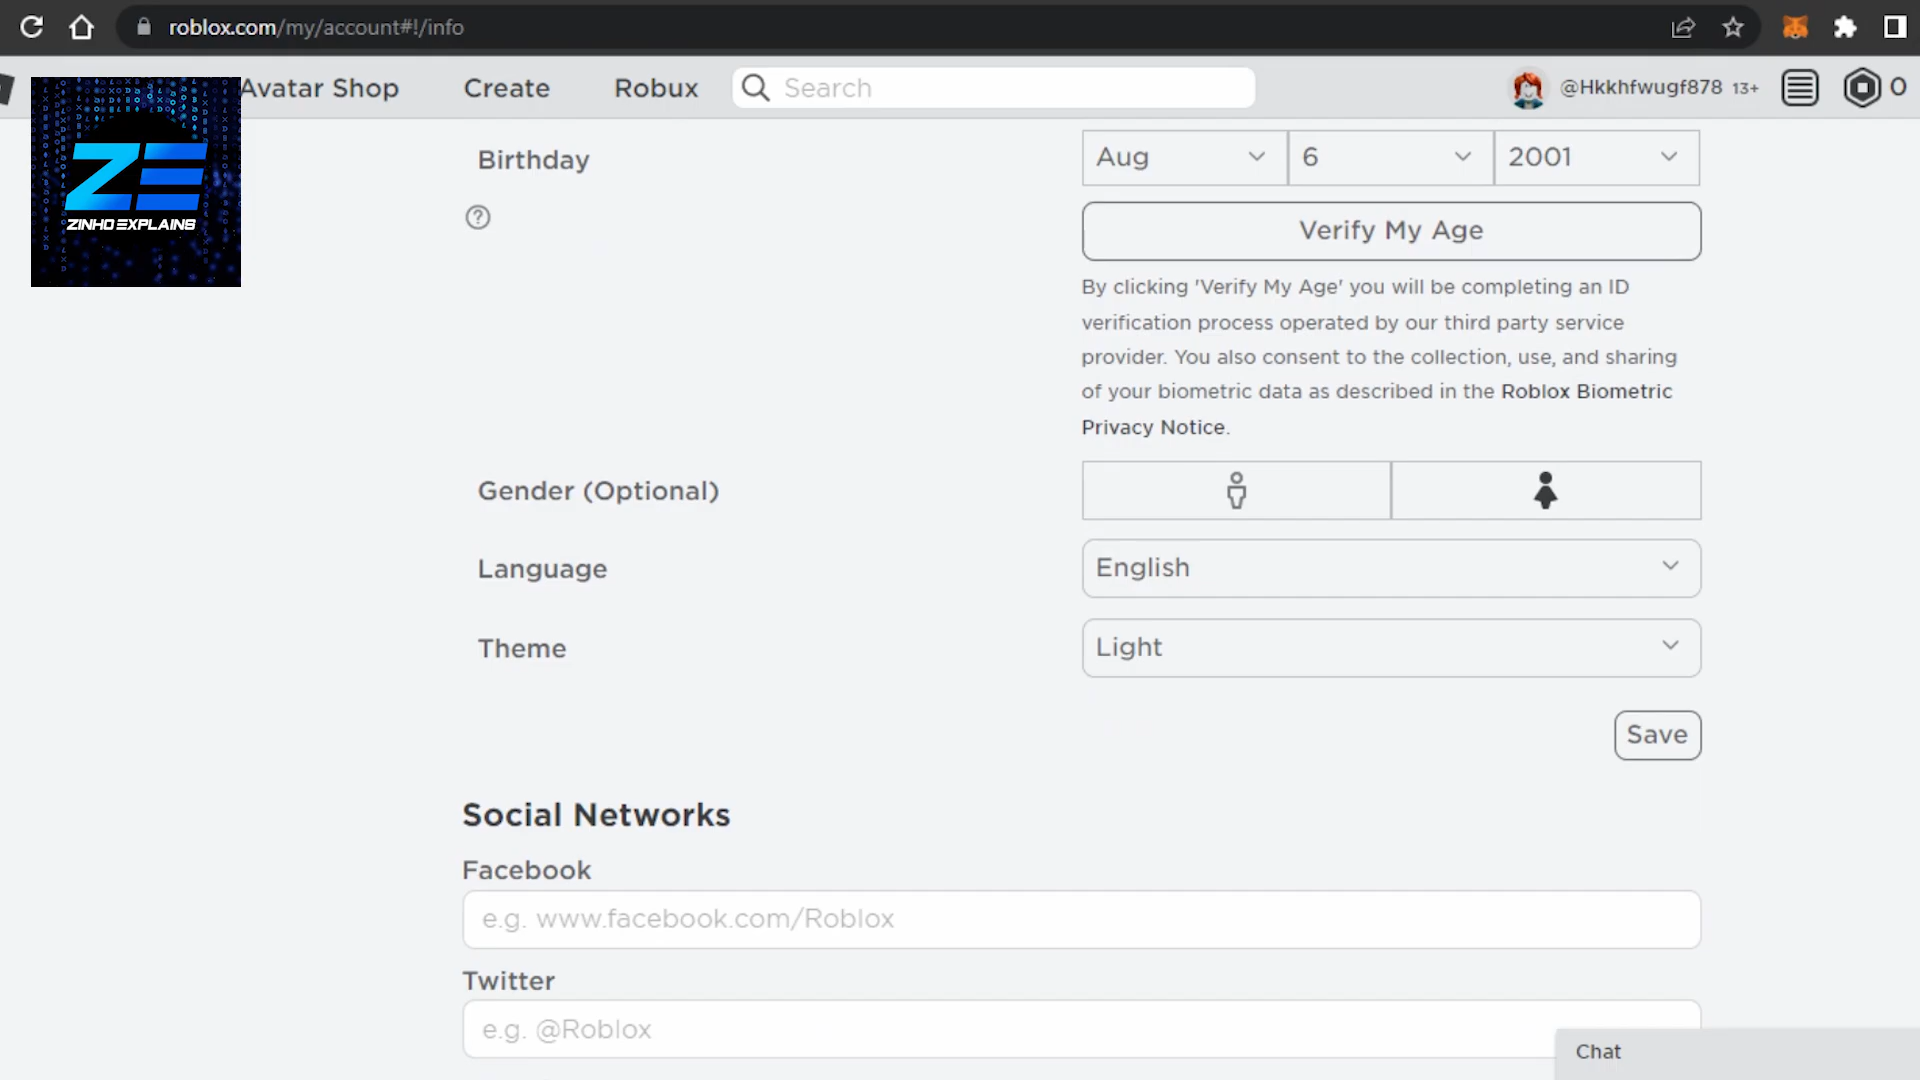 roblox.com/my/account#!/info
Avatar Shop
Create
Robux
Search
@Hkkhfwugf878 13+
0
ZE
ZINHO EXPLAINS
Birthday
Aug
6
2001
?
Verify My Age
By clicking 'Verify My Age' you will be completing an ID
verification process operated by our third party service
provider. You also consent to the collection, use, and sharing
of your biometric data as described in the Roblox Biometric
Privacy Notice.
Gender (Optional)
Language
English
Theme
Light
Save
Social Networks
Facebook
e.g. www.facebook.com/Roblox
Twitter
e.g. @Roblox
Chat